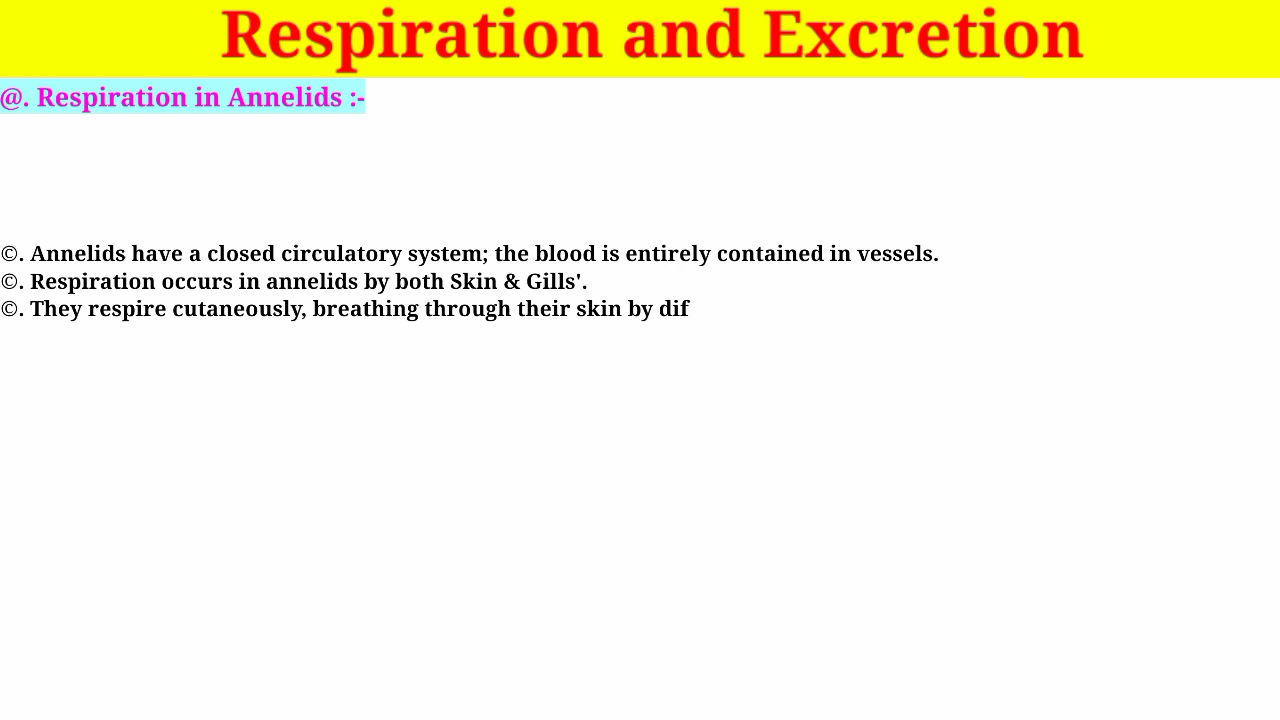 Respiration and Excretion
@. Respiration in Annelids :-
©. Annelids have a closed circulatory system; the blood is entirely contained in vessels.
©. Respiration occurs in annelids by both Skin & Gills'.
©. They respire cutaneously, breathing through their skin by dif